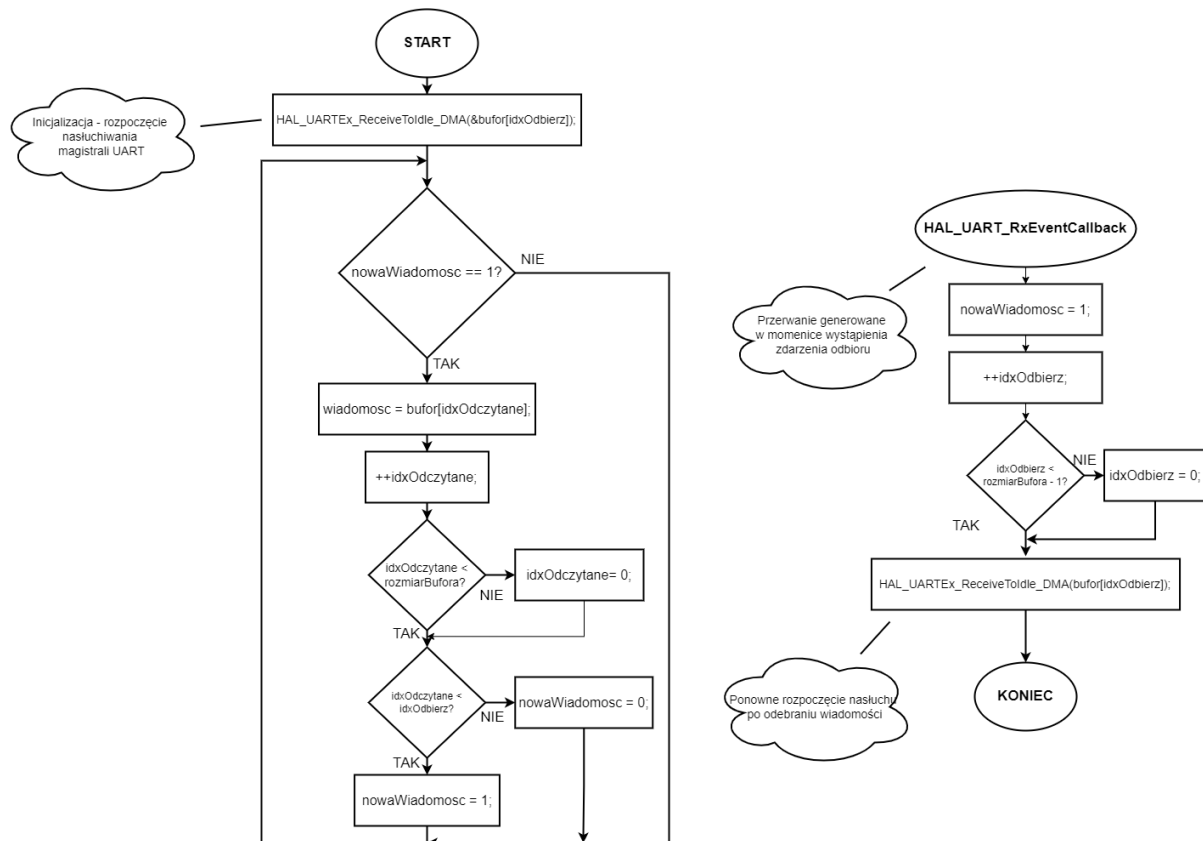 START
Inicjalizacja - rozpoczęcie
nasłuchiwania
magistrali UART
HAL_UARTEx_ReceiveToIdle_DMA(&bufor[idxOdbierz]);
nowaWiadomosc == 1?
NIE
TAK
wiadomosc = bufor[idxOdczytane];
++idxOdczytane;
idxOdczytane <
rozmiarBufora?
NIE
idxOdczytane= 0;
TAK
idxOdczytane <
idxOdbierz?
NIE
nowaWiadomosc = 0;
TAK
nowaWiadomosc = 1;
HAL_UART_RxEventCallback
Przerwanie generowane
w momenice wystąpienia
zdarzenia odbioru
nowaWiadomosc = 1;
++idxOdbierz;
idxOdbierz <
rozmiarBufora - 1?
NIE
idxOdbierz = 0;
TAK
HAL_UARTEx_ReceiveToIdle_DMA(bufor[idxOdbierz]);
Ponowne rozpoczęcie nasłuchu
po odebraniu wiadomości
KONIEC